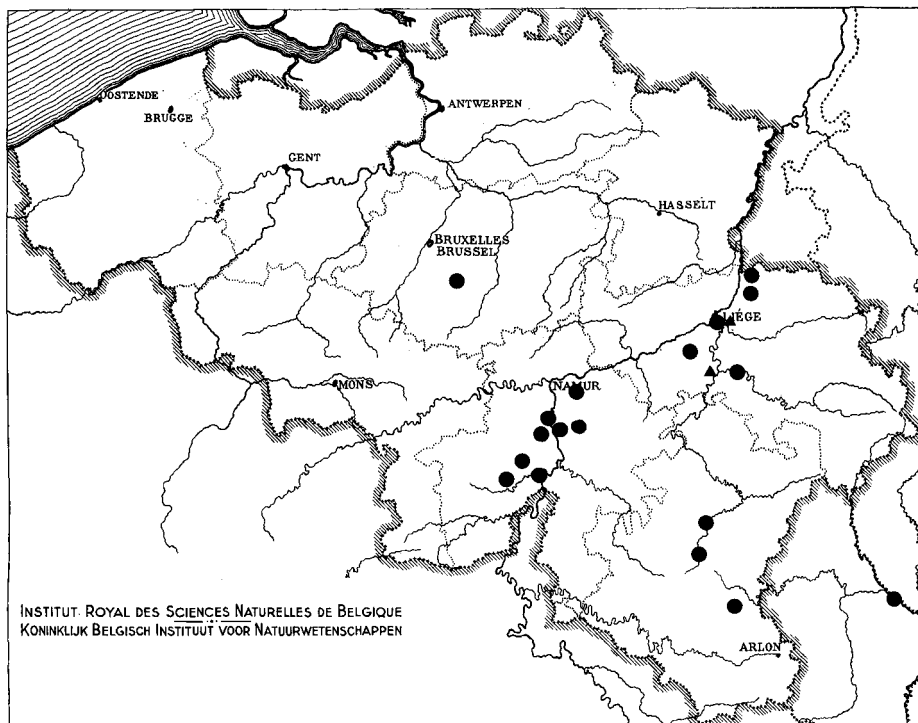 OOSTENDE
BRUGGE
ANTWERPEN
GENT
HASSELT
BRUXELLES
BRUSSEL
LIÉGE
MONS
NAMUR
INSTITUT ROYAL DES SCIENCES NATURELLES DE BELGIQUE
KONINKLIJK BELGISCH INSTITUUT VOOR NATUURWETENSCHAPPEN
ARLON